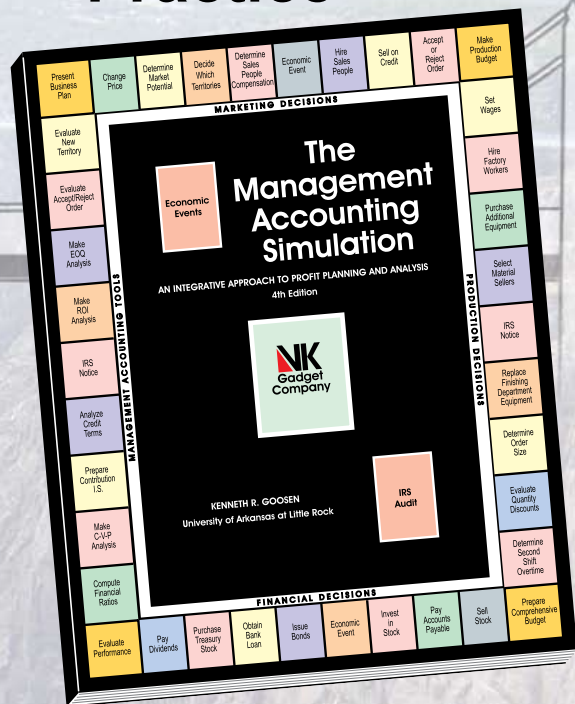 Practice
Present
Business
Plan
Change
Price
Determine
Market
Potential
Decide
Which
Territories
Determine
Sales
People
Compensation
Economic
Event
Hire
Sales
People
Sell on
Credit
Accept
or
Reject
Order
Make
Production
Budget
MARKETING DECISIONS
Evaluate
New
Territory
Evaluate
Accept/Reject
Order
Make
EOQ
Analysis
Make
ROI
Analysis
IRS
Notice
Analyze
Credit
Terms
Prepare
Contribution
I.S.
Make
C-V-P
Analysis
Compute
Financial
Ratios
MANAGEMENT ACCOUNTING TOOLS
Economic
Events
The
Management
Accounting
Simulation
AN INTEGRATIVE APPROACH TO PROFIT PLANNING AND ANALYSIS
4th Edition
VK
Gadget
Company
KENNETH R. GOOSEN
University of Arkansas at Little Rock
IRS
Audit
PRODUCTION DECISIONS
Set
Wages
Hire
Factory
Workers
Purchase
Additional
Equipment
Select
Material
Sellers
IRS
Notice
Replace
Finishing
Department
Equipment
Determine
Order
Size
Evaluate
Quantity
Discounts
Determine
Second
Shift
Overtime
FINANCIAL DECISIONS
Evaluate
Performance
Pay
Dividends
Purchase
Treasury
Stock
Obtain
Bank
Loan
Issue
Bonds
Economic
Event
Invest
in
Stock
Pay
Accounts
Payable
Sell
Stock
Prepare
Comprehensive
Budget